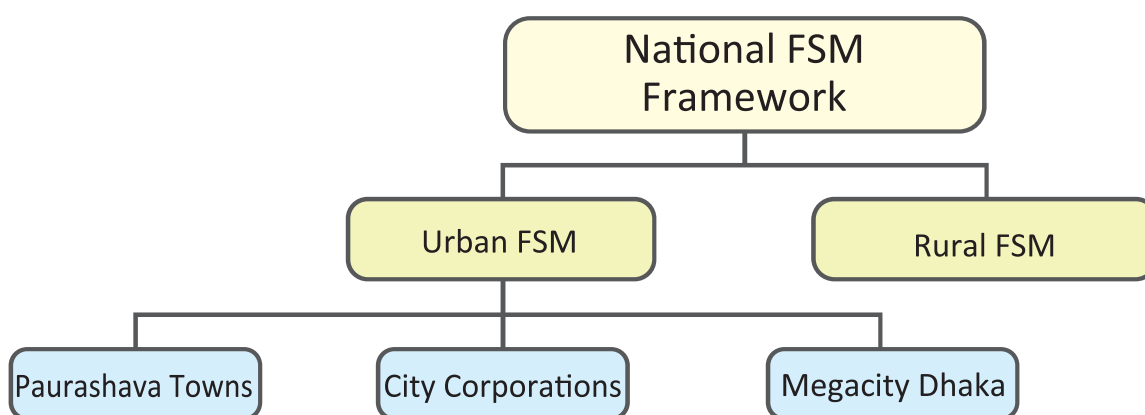 National FSM
Framework
Urban FSM
Rural FSM
Paurashava Towns
City Corporations
Megacity Dhaka